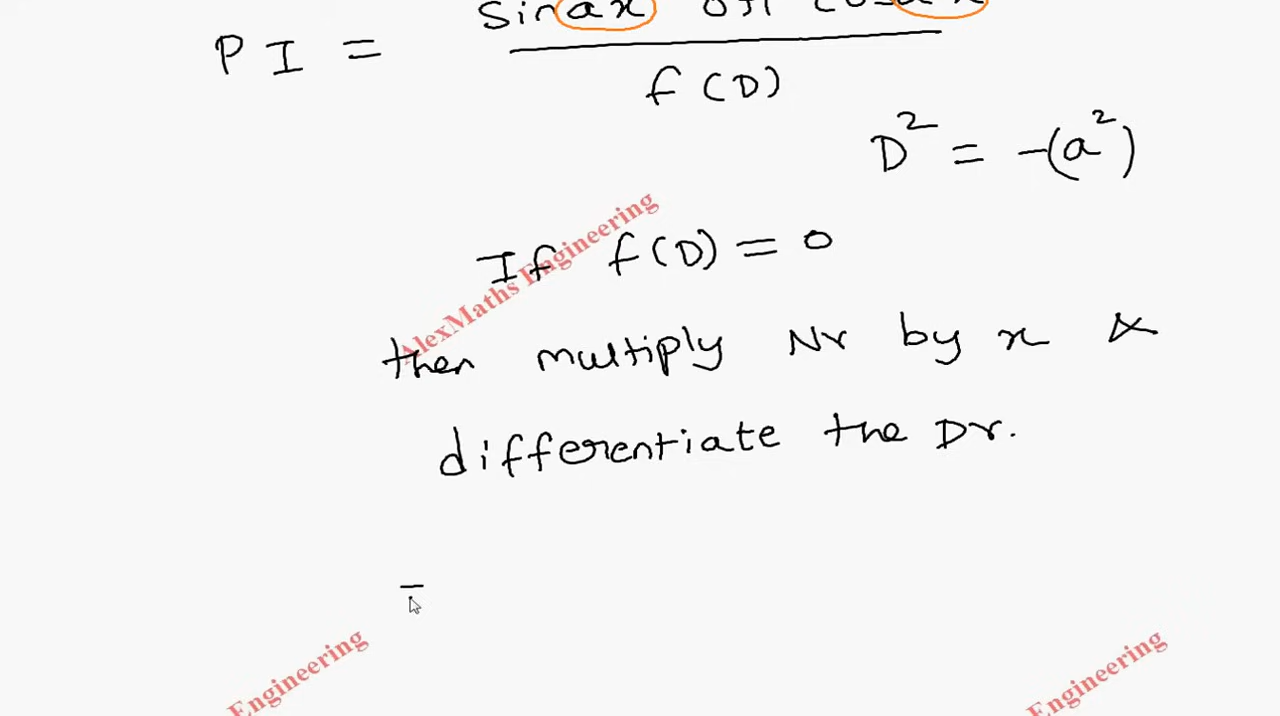 sin ax or cos ax
PI =
f(D)
D² = -(a²)
If f(D) = 0
then multiply Nr by x &
differentiate the Dr.
AlexMaths Engineering
Engineering
Engineering